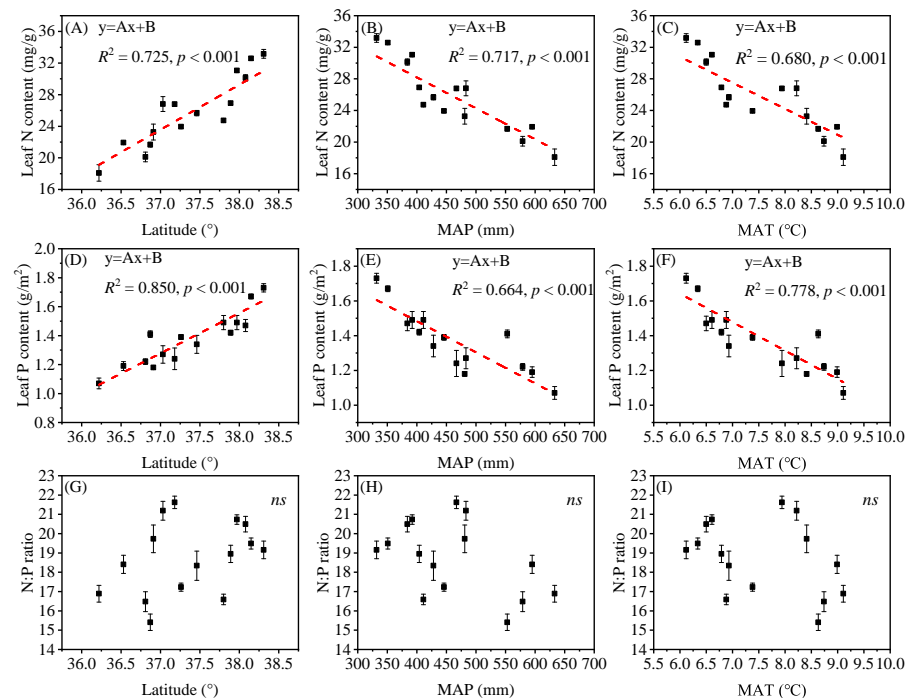 (A) y=Ax+B
R² = 0.725, p < 0.001
Leaf N content (mg/g)
36
32
28
24
20
16
36.0 36.5 37.0 37.5 38.0 38.5
Latitude (°)
(B) y=Ax+B
R² = 0.717, p < 0.001
Leaf N content (mg/g)
36
32
28
24
20
16
300 350 400 450 500 550 600 650 700
MAP (mm)
(C) y=Ax+B
R² = 0.680, p < 0.001
Leaf N content (mg/g)
36
32
28
24
20
16
5.5 6.0 6.5 7.0 7.5 8.0 8.5 9.0 9.5 10.0
MAT (℃)
(D) y=Ax+B
R² = 0.850, p < 0.001
Leaf P content (g/m²)
2.0
1.8
1.6
1.4
1.2
1.0
0.8
36.0 36.5 37.0 37.5 38.0 38.5
Latitude (°)
(E) y=Ax+B
R² = 0.664, p < 0.001
Leaf P content (g/m²)
1.8
1.6
1.4
1.2
1.0
300 350 400 450 500 550 600 650 700
MAP (mm)
(F) y=Ax+B
R² = 0.778, p < 0.001
Leaf P content (g/m²)
1.8
1.6
1.4
1.2
1.0
5.5 6.0 6.5 7.0 7.5 8.0 8.5 9.0 9.5 10.0
MAT (℃)
(G) ns
N:P ratio
23
22
21
20
19
18
17
16
15
14
36.0 36.5 37.0 37.5 38.0 38.5
Latitude (°)
(H) ns
N:P ratio
23
22
21
20
19
18
17
16
15
14
300 350 400 450 500 550 600 650 700
MAP (mm)
(I) ns
N:P ratio
23
22
21
20
19
18
17
16
15
14
5.5 6.0 6.5 7.0 7.5 8.0 8.5 9.0 9.5 10.0
MAT (℃)